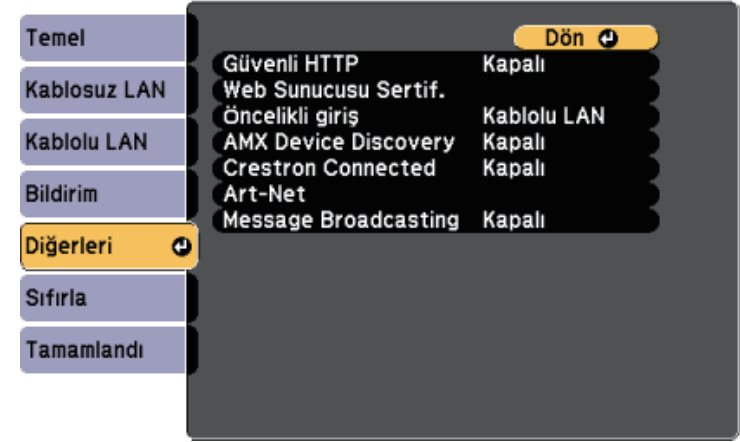 Temel
Kablosuz LAN
Kablolu LAN
Bildirim
Diğerleri
Sıfırla
Tamamlandı
Dön
Güvenli HTTP Kapalı
Web Sunucusu Sertif.
Öncelikli giriş Kablolu LAN
AMX Device Discovery Kapalı
Crestron Connected Kapalı
Art-Net
Message Broadcasting Kapalı